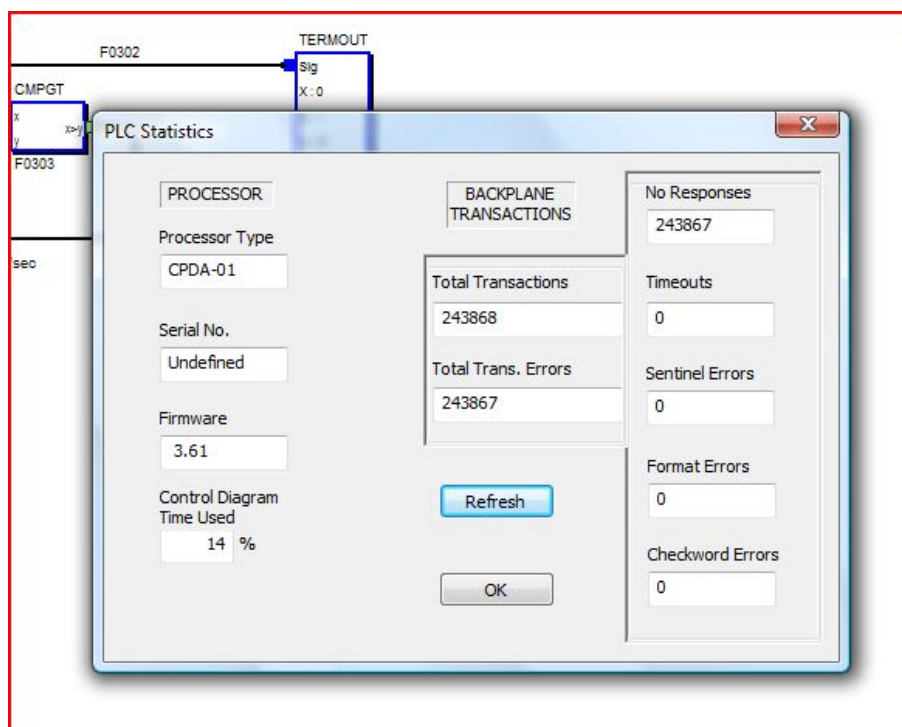 F0302
TERMOUT
Sig
X : 0
CMPGT
x
x>y
y
F0303
sec
PLC Statistics
PROCESSOR
Processor Type
CPDA-01
Serial No.
Undefined
Firmware
3.61
Control Diagram
Time Used
14 %
BACKPLANE
TRANSACTIONS
Total Transactions
243868
Total Trans. Errors
243867
Refresh
OK
No Responses
243867
Timeouts
0
Sentinel Errors
0
Format Errors
0
Checkword Errors
0